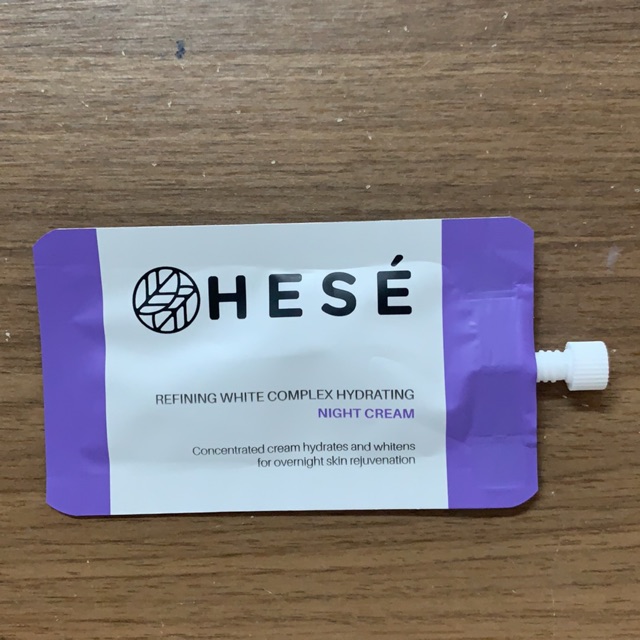 HESÉ
REFINING WHITE COMPLEX HYDRATING
NIGHT CREAM
Concentrated cream hydrates and whitens
for overnight skin rejuvenation